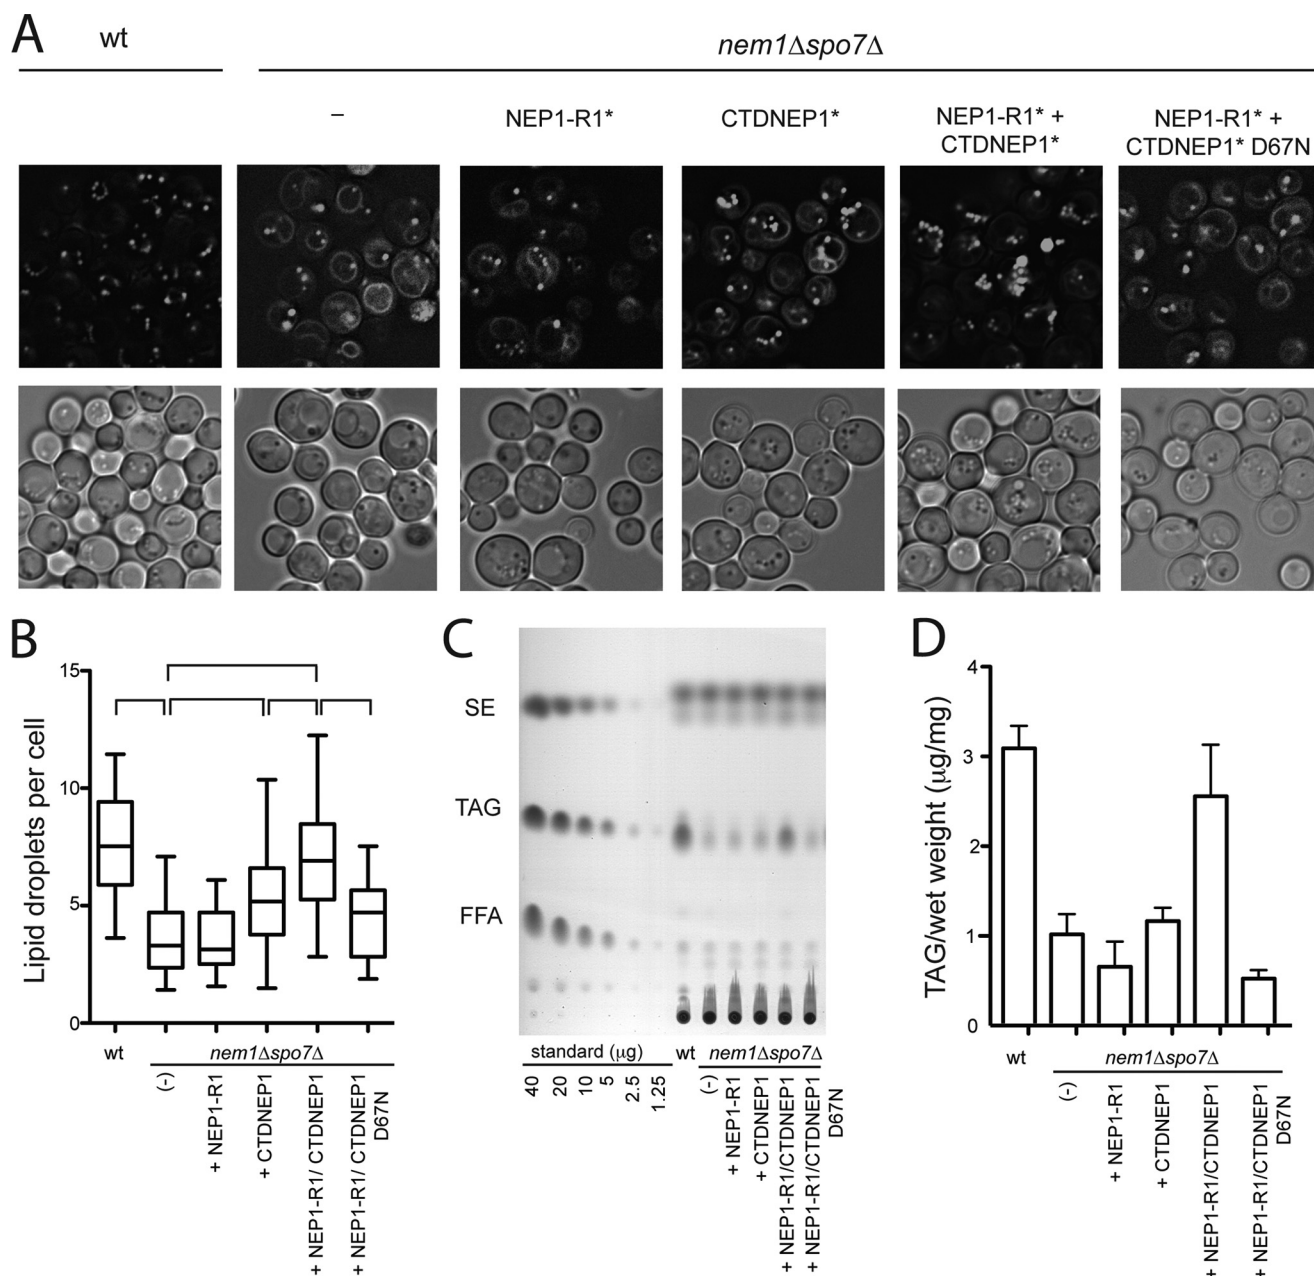 A
wt
nem1Δspo7Δ
–
NEP1-R1*
CTDNEP1*
NEP1-R1* +
CTDNEP1*
NEP1-R1* +
CTDNEP1* D67N
B
Lipid droplets per cell
15
10
5
0
wt
nem1Δspo7Δ
(-)
+ NEP1-R1
+ CTDNEP1
+ NEP1-R1/ CTDNEP1
+ NEP1-R1/ CTDNEP1
D67N
C
SE
TAG
FFA
standard (μg)
wt
nem1Δspo7Δ
40
20
10
5
2.5
1.25
(-)
+ NEP1-R1
+ CTDNEP1
+ NEP1-R1/CTDNEP1
+ NEP1-R1/CTDNEP1
D67N
D
TAG/wet weight (μg/mg)
4
3
2
1
0
wt
nem1Δspo7Δ
(-)
+ NEP1-R1
+ CTDNEP1
+ NEP1-R1/CTDNEP1
+ NEP1-R1/CTDNEP1
D67N